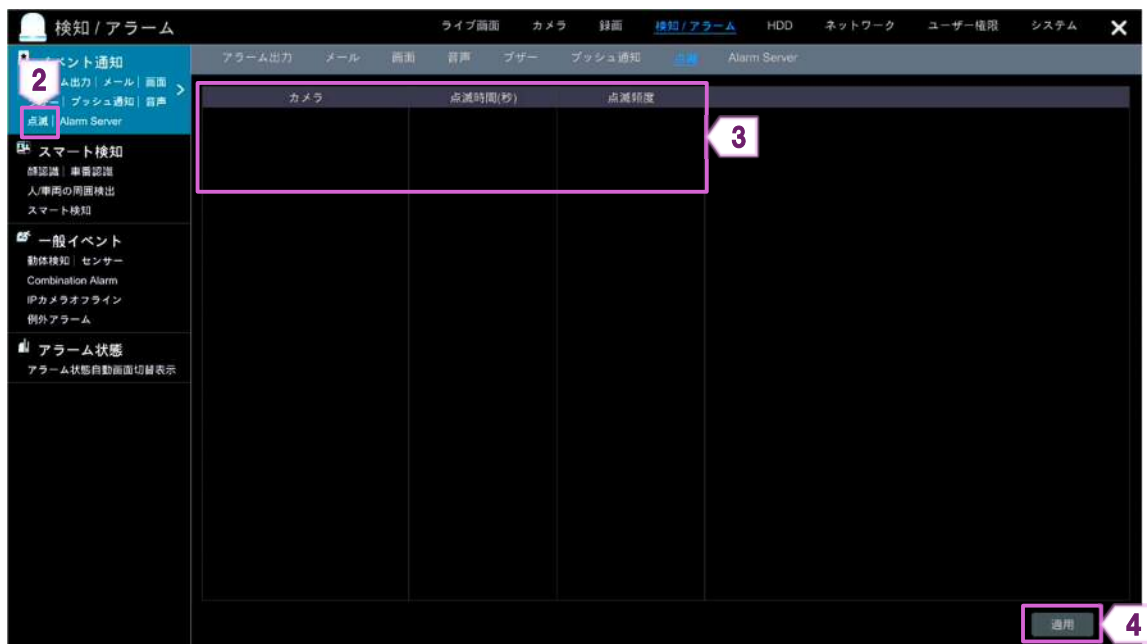 検知 / アラーム
ライブ画面 カメラ 録画 検知 / アラーム HDD ネットワーク ユーザー権限 システム ×
ベント通知
アラーム出力 メール 画面 音声 ブザー プッシュ通知 点滅 Alarm Server
2
ム出力 | メール | 画面 >
| プッシュ通知 | 音声
点滅 | Alarm Server
カメラ 点滅時間(秒) 点滅頻度
3
スマート検知
顔認識 | 車番認識
人/車両の周囲検出
スマート検知
一般イベント
動体検知 | センサー
Combination Alarm
IPカメラオフライン
例外アラーム
アラーム状態
アラーム状態自動画面切替表示
適用
4